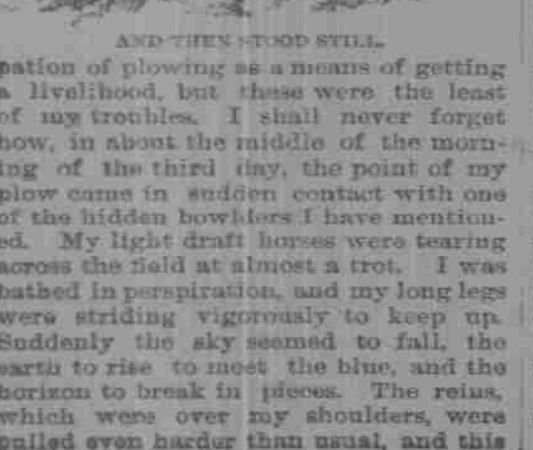 AND THEN STOOD STILL.
pation of plowing as a means of getting
a livelihood, but these were the least
of my troubles. I shall never forget
how, in about the middle of the morn-
ing of the third day, the point of my
plow came in sudden contact with one
of the hidden bowlders I have mention-
ed. My light draft horses were tearing
across the field at almost a trot. I was
bathed in perspiration, and my long legs
were striding vigorously to keep up.
Suddenly the sky seemed to fall, the
earth to rise to meet the blue, and the
horizon to break in pieces. The reins,
which were over my shoulders, were
pulled even harder than usual, and this